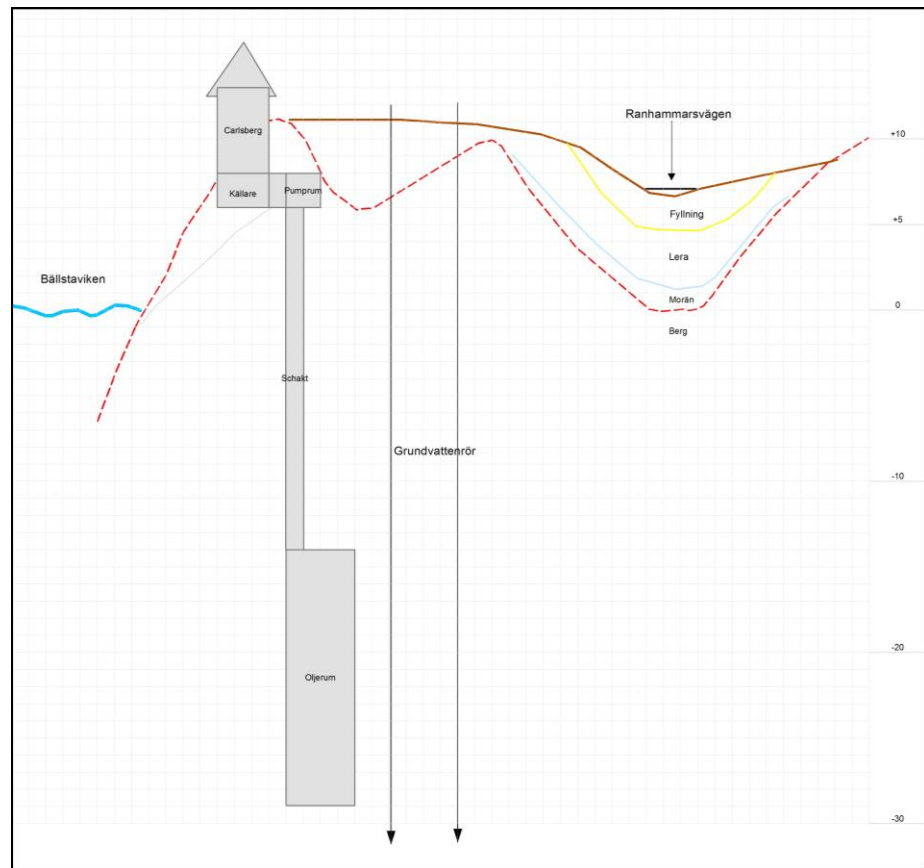 Ranhammarsvägen
Carlsberg
+10
Källare
Pumprum
Fyllning
+5
Lera
Bällstaviken
Morän
0
Berg
Schakt
Grundvattenrör
-10
-20
Oljerum
-30